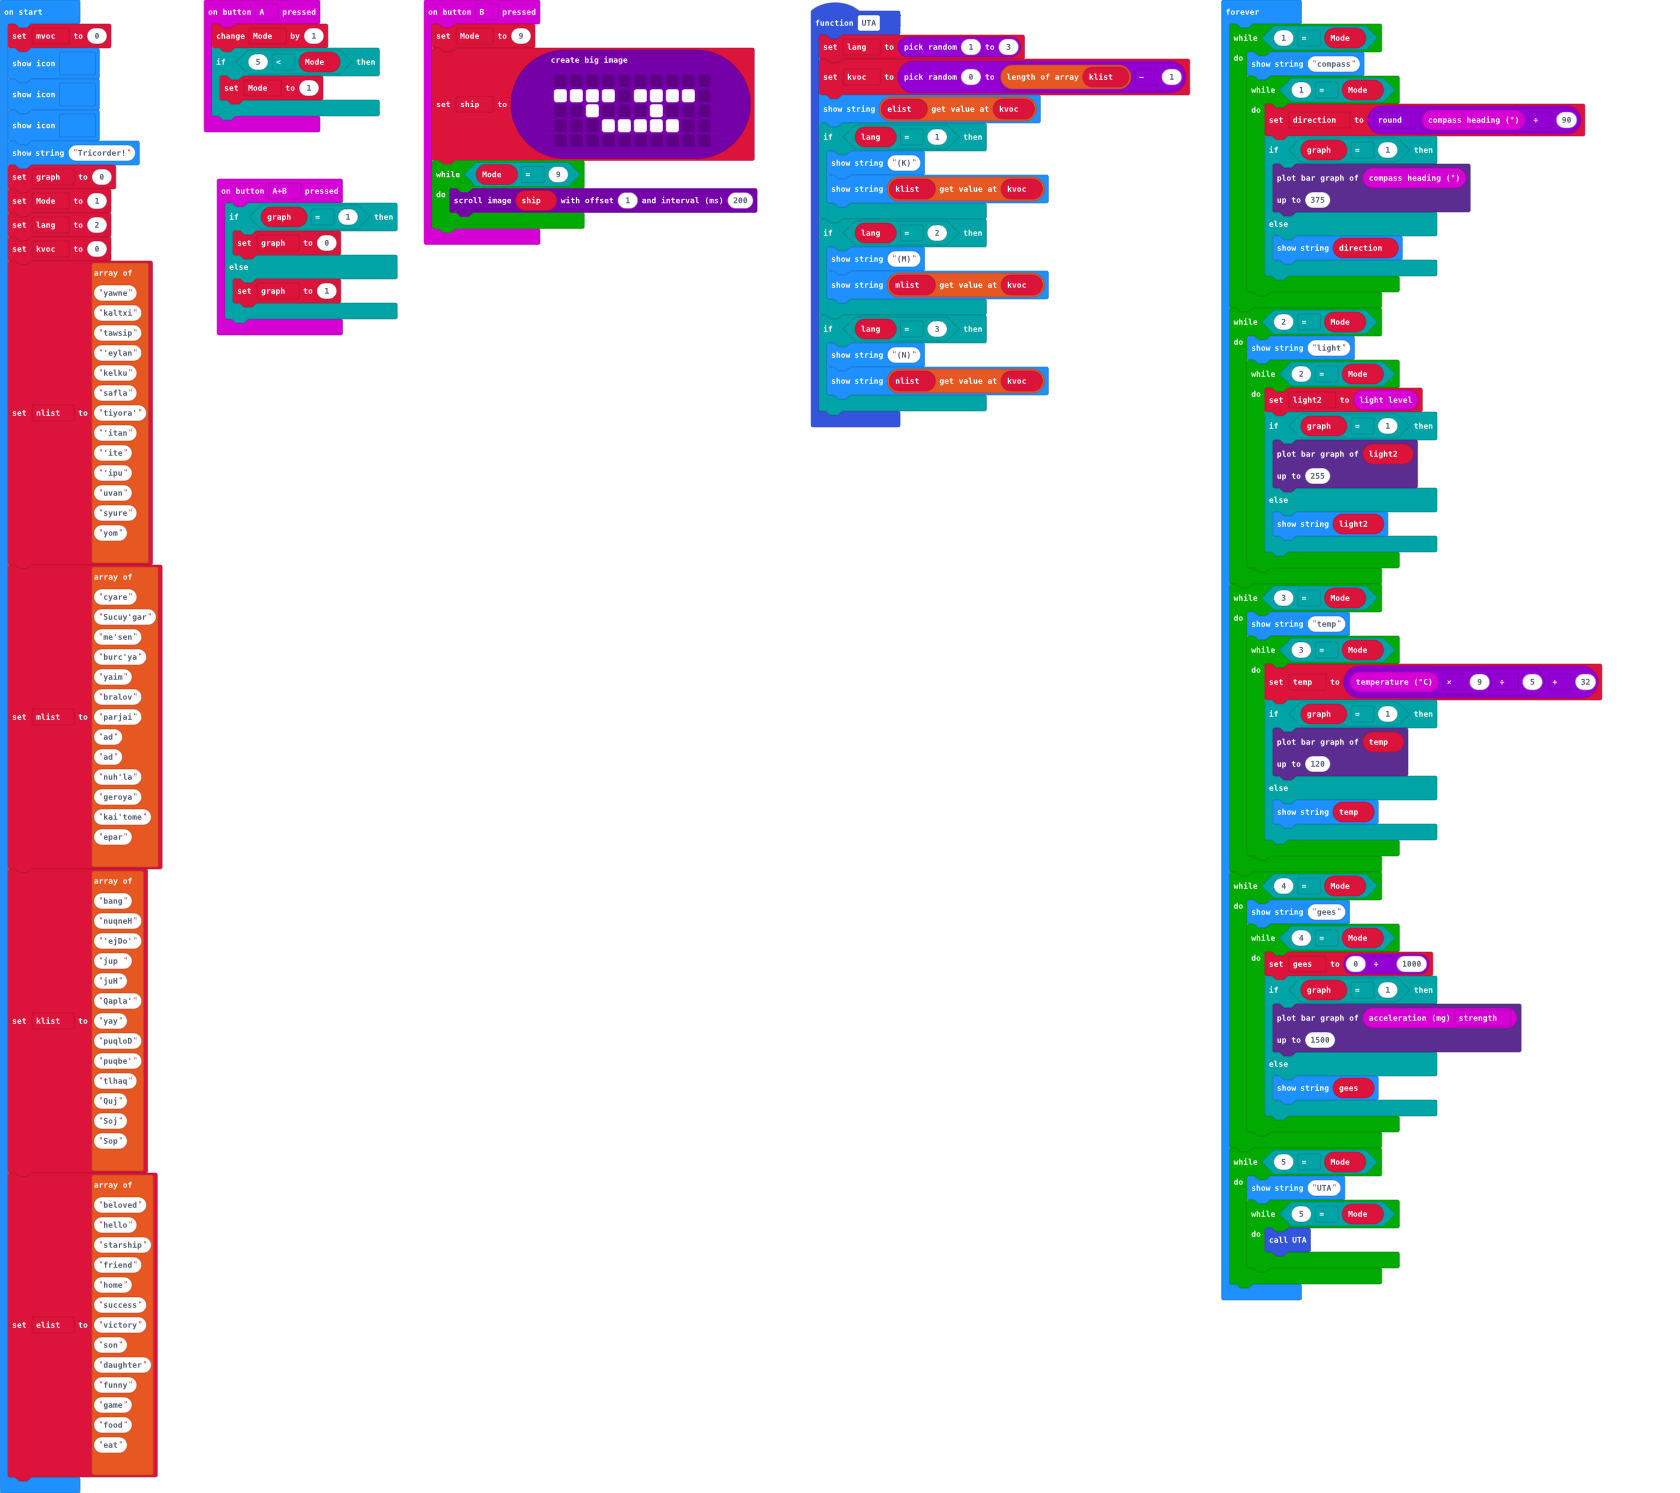 on start
set mvoc to 0
show icon
show icon
show icon
show string "Tricorder!"
set graph to 0
set Mode to 1
set lang to 2
set kvoc to 0
set nlist to array of
"yawne"
"kaltxi"
"tawsip"
"'eylan"
"kelku"
"safla"
"tiyora'"
"'itan"
"'ite"
"'ipu"
"uvan"
"syure"
"yom"
set mlist to array of
"cyare"
"Sucuy'gar"
"me'sen"
"burc'ya"
"yaim"
"bralov"
"parjai"
"ad"
"ad"
"nuh'la"
"geroya"
"kai'tome"
"epar"
set klist to array of
"bang"
"nuqneH"
"'ejDo'"
"jup "
"juH"
"Qapla'"
"yay"
"puqloD"
"puqbe'"
"tlhaq"
"Quj"
"Soj"
"Sop"
set elist to array of
"beloved"
"hello"
"starship"
"friend"
"home"
"success"
"victory"
"son"
"daughter"
"funny"
"game"
"food"
"eat"
on button A pressed
change Mode by 1
if 5 < Mode then
set Mode to 1
on button A+B pressed
if graph = 1 then
set graph to 0
else
set graph to 1
on button B pressed
set Mode to 9
set ship to create big image
while Mode = 9
do scroll image ship with offset 1 and interval (ms) 200
function UTA
set lang to pick random 1 to 3
set kvoc to pick random 0 to length of array klist - 1
show string elist get value at kvoc
if lang = 1 then
show string "(K)"
show string klist get value at kvoc
if lang = 2 then
show string "(M)"
show string mlist get value at kvoc
if lang = 3 then
show string "(N)"
show string nlist get value at kvoc
forever
while 1 = Mode
do show string "compass"
while 1 = Mode
do set direction to round compass heading (°) + 90
if graph = 1 then
plot bar graph of compass heading (°)
up to 375
else
show string direction
while 2 = Mode
do show string "light"
while 2 = Mode
do set light2 to light level
if graph = 1 then
plot bar graph of light2
up to 255
else
show string light2
while 3 = Mode
do show string "temp"
while 3 = Mode
do set temp to temperature (°C) × 9 ÷ 5 + 32
if graph = 1 then
plot bar graph of temp
up to 120
else
show string temp
while 4 = Mode
do show string "gees"
while 4 = Mode
do set gees to 0 ÷ 1000
if graph = 1 then
plot bar graph of acceleration (mg) strength
up to 1500
else
show string gees
while 5 = Mode
do show string "UTA"
while 5 = Mode
do call UTA